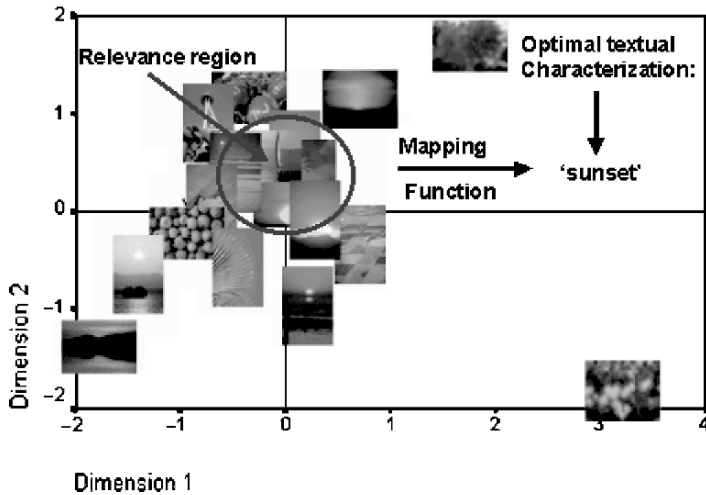 2
Optimal textual
Relevance region
Characterization:
1
Mapping
'sunset'
Function
0
–1
–2
–2
–1
0
1
2
3
4
Dimension 2
Dimension 1